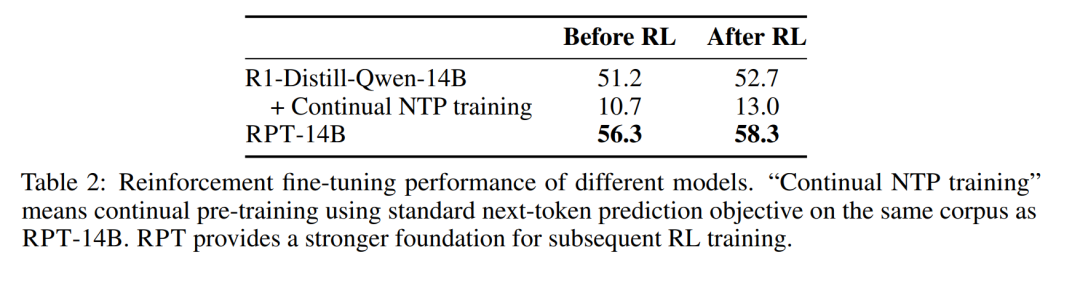 Before RL After RL
R1-Distill-Qwen-14B 51.2 52.7
+ Continual NTP training 10.7 13.0
RPT-14B 56.3 58.3
Table 2: Reinforcement fine-tuning performance of different models. “Continual NTP training”
means continual pre-training using standard next-token prediction objective on the same corpus as
RPT-14B. RPT provides a stronger foundation for subsequent RL training.